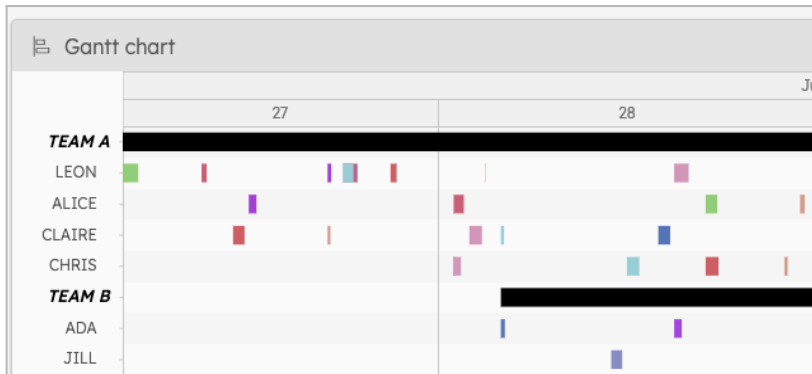 Gantt chart
27 28
TEAM A
LEON
ALICE
CLAIRE
CHRIS
TEAM B
ADA
JILL